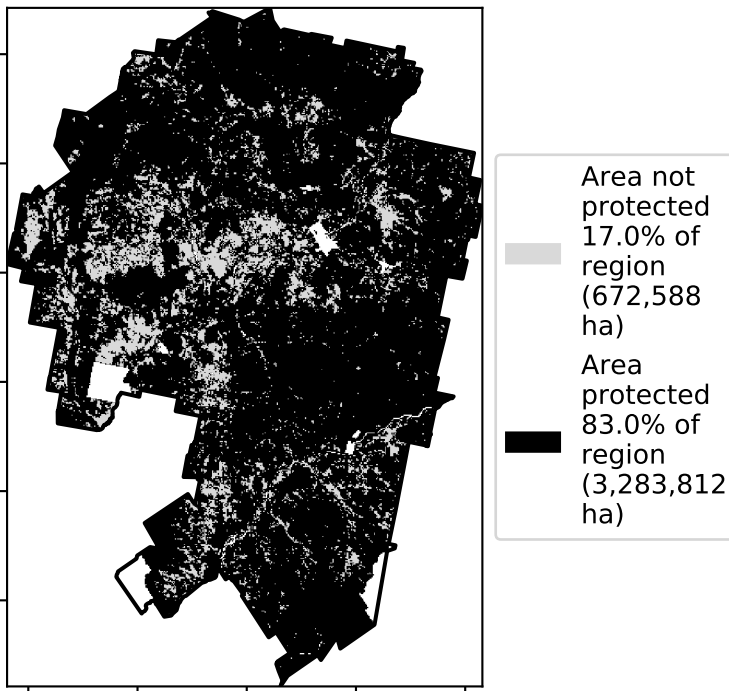 Area not
protected
17.0% of
region
(672,588
ha)
Area
protected
83.0% of
region
(3,283,812
ha)